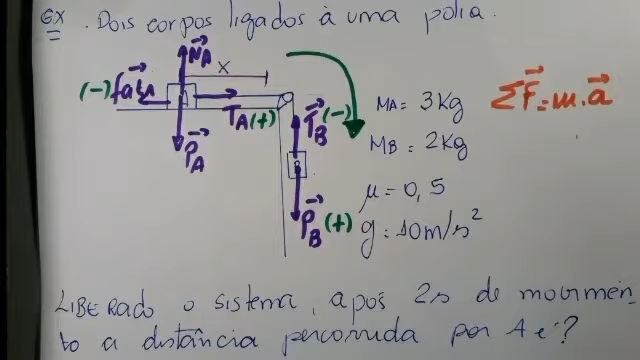 Ex. Dois corpos ligados à uma polia.
NA
X
(-) fatA
TA(+)
PA
TB(-)
B
PB(+)
MA= 3Kg
MB= 2Kg
μ=0,5
g=10m/s²
ΣF=m.a
LIBERADO o sistema, após 2s de movimen-
to a distância percorrida por A é?